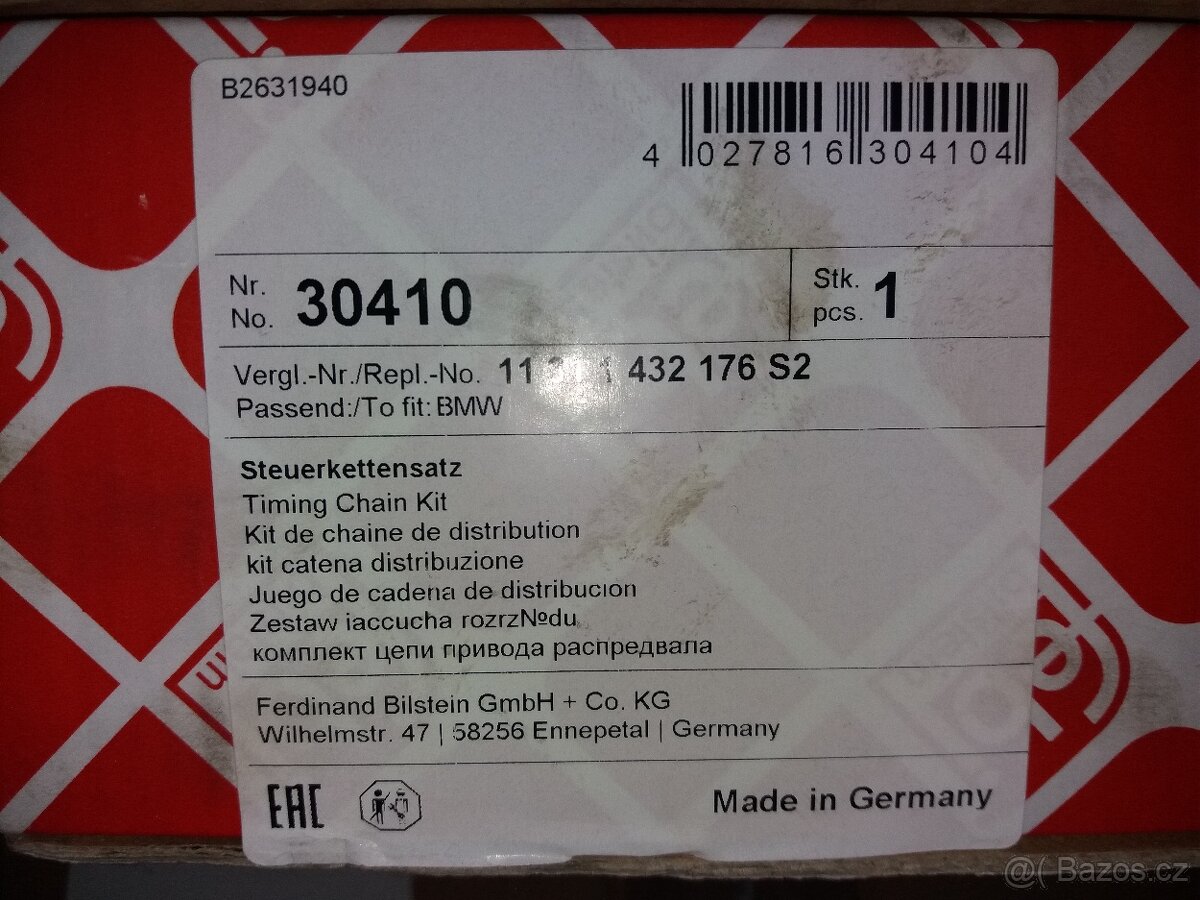 B2631940
4 027816 304104
Nr.
No. 30410
Stk.
pcs. 1
Vergl.-Nr./Repl.-No. 11 1 432 176 S2
Passend:/To fit: BMW
Steuerkettensatz
Timing Chain Kit
Kit de chaine de distribution
kit catena distribuzione
Juego de cadena de distribucion
Zestaw iaccucha rozrz№du
комплект цепи привода распредвала
Ferdinand Bilstein GmbH + Co. KG
Wilhelmstr. 47 | 58256 Ennepetal | Germany
EAC
Made in Germany
@( Bazos.cz